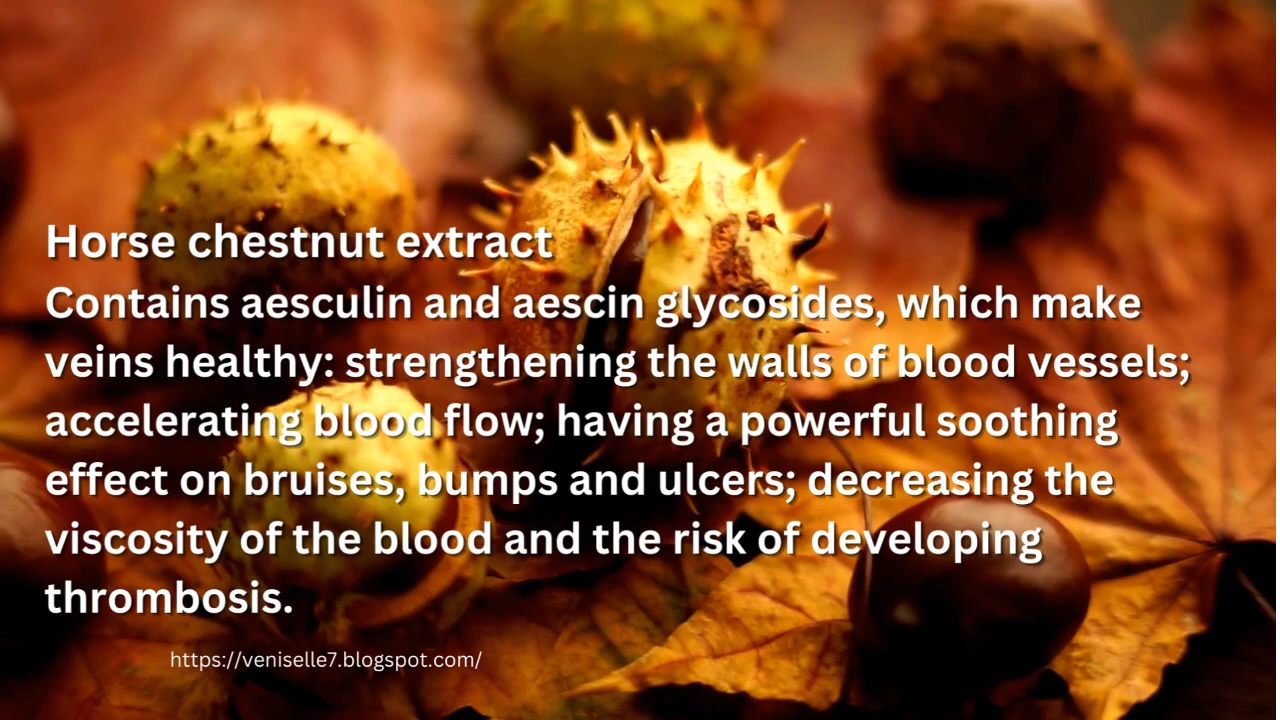 Horse chestnut extract
Contains aesculin and aescin glycosides, which make
veins healthy: strengthening the walls of blood vessels;
accelerating blood flow; having a powerful soothing
effect on bruises, bumps and ulcers; decreasing the
viscosity of the blood and the risk of developing
thrombosis.
https://veniselle7.blogspot.com/